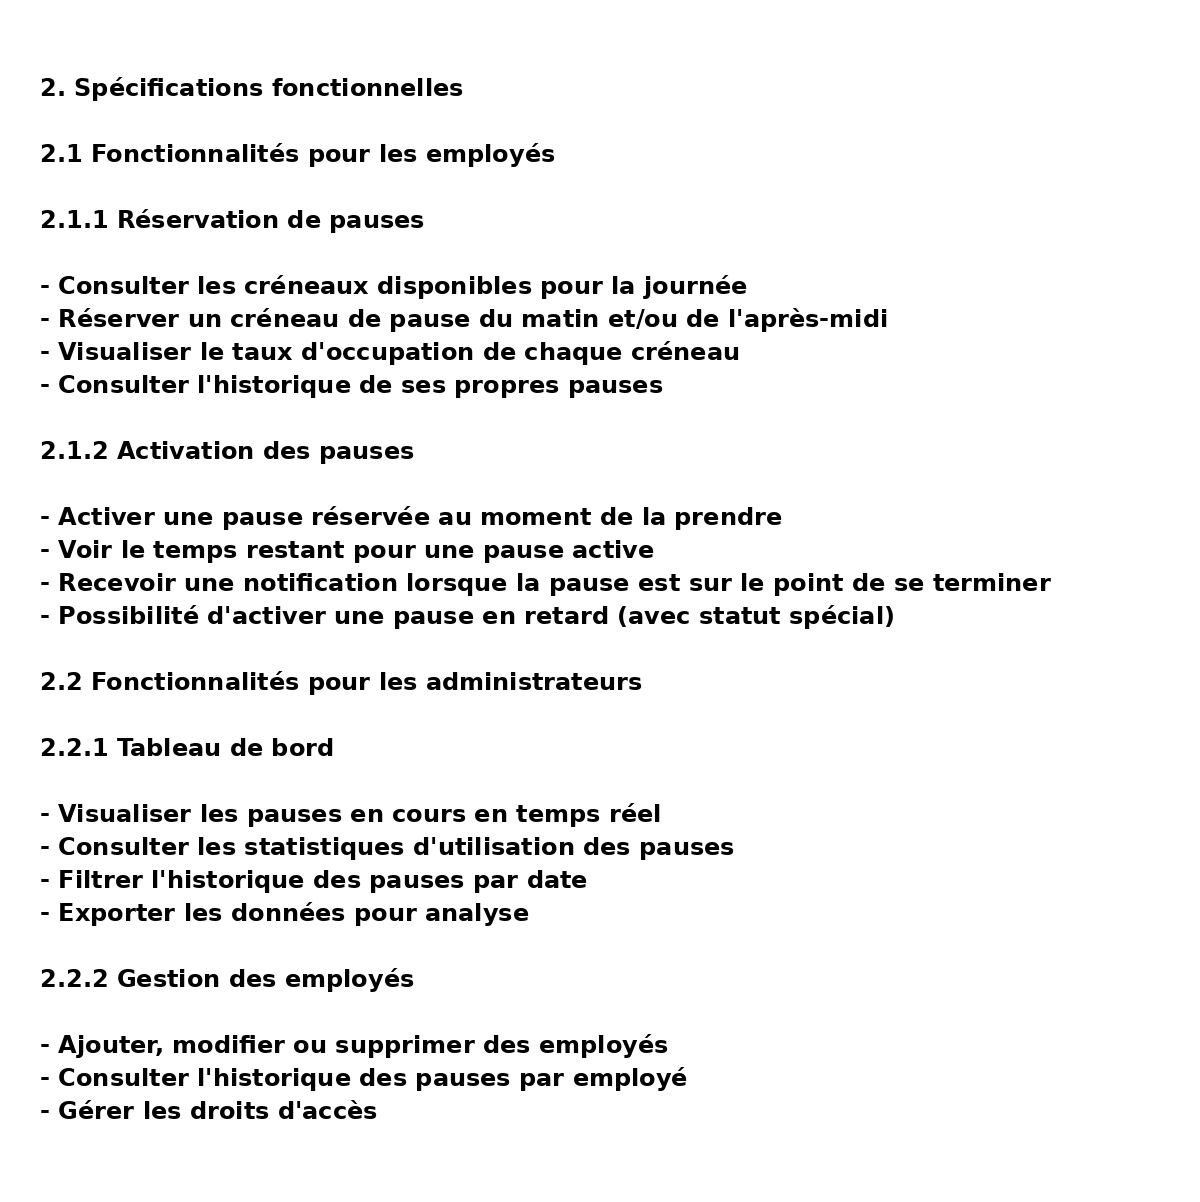 2. Spécifications fonctionnelles
2.1 Fonctionnalités pour les employés
2.1.1 Réservation de pauses
- Consulter les créneaux disponibles pour la journée
- Réserver un créneau de pause du matin et/ou de l'après-midi
- Visualiser le taux d'occupation de chaque créneau
- Consulter l'historique de ses propres pauses
2.1.2 Activation des pauses
- Activer une pause réservée au moment de la prendre
- Voir le temps restant pour une pause active
- Recevoir une notification lorsque la pause est sur le point de se terminer
- Possibilité d'activer une pause en retard (avec statut spécial)
2.2 Fonctionnalités pour les administrateurs
2.2.1 Tableau de bord
- Visualiser les pauses en cours en temps réel
- Consulter les statistiques d'utilisation des pauses
- Filtrer l'historique des pauses par date
- Exporter les données pour analyse
2.2.2 Gestion des employés
- Ajouter, modifier ou supprimer des employés
- Consulter l'historique des pauses par employé
- Gérer les droits d'accès